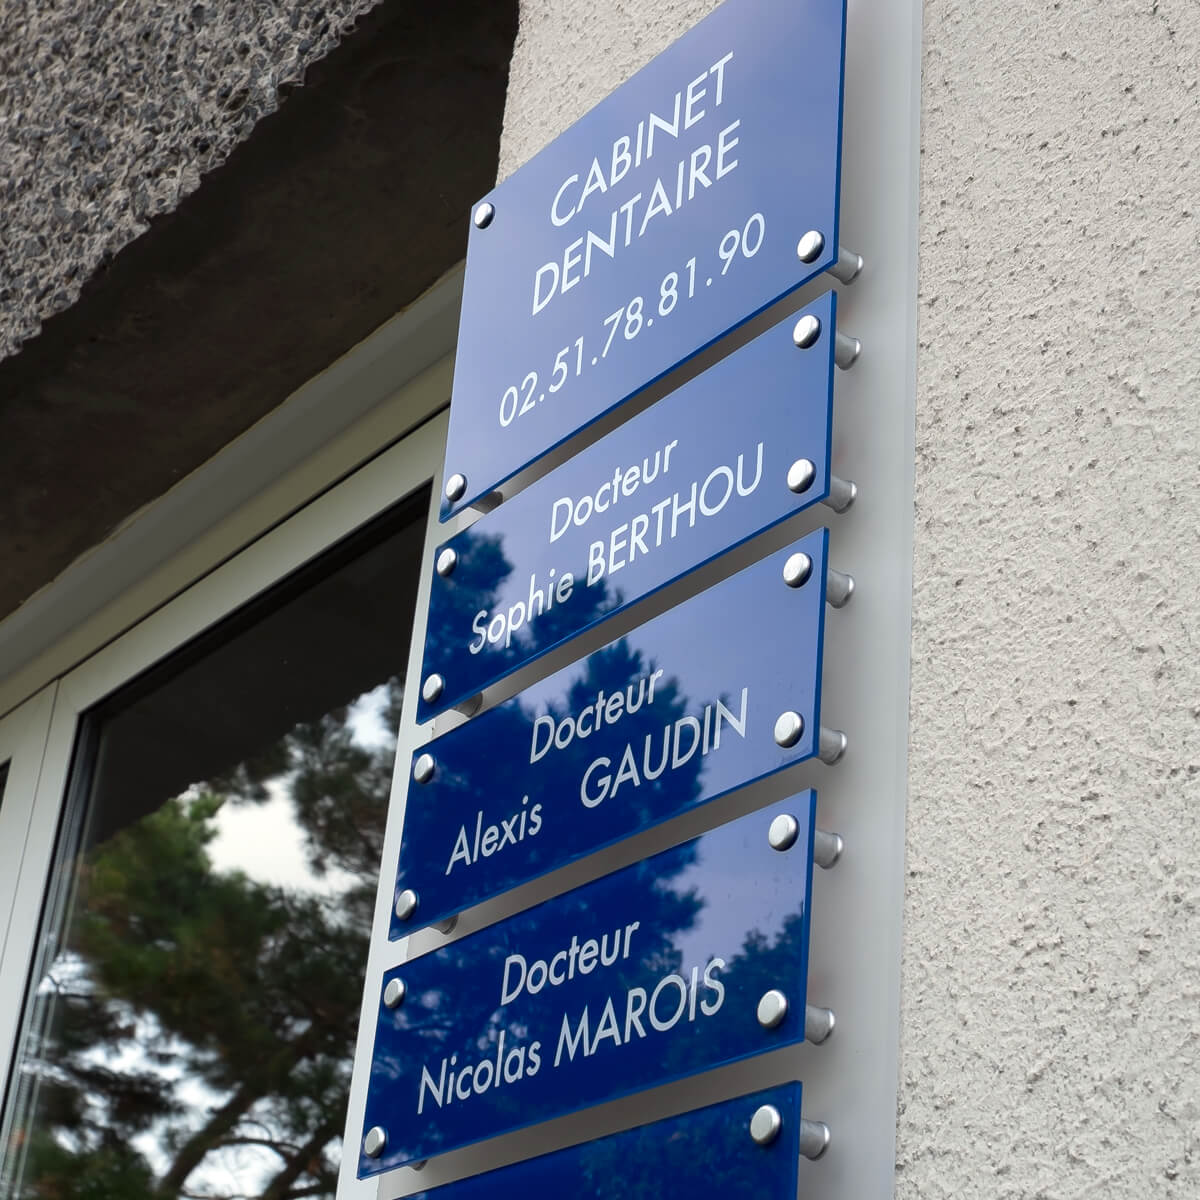 CABINET
DENTAIRE
02.51.78.81.90
Docteur
Sophie BERTHOU
Docteur
Alexis GAUDIN
Docteur
Nicolas MAROIS